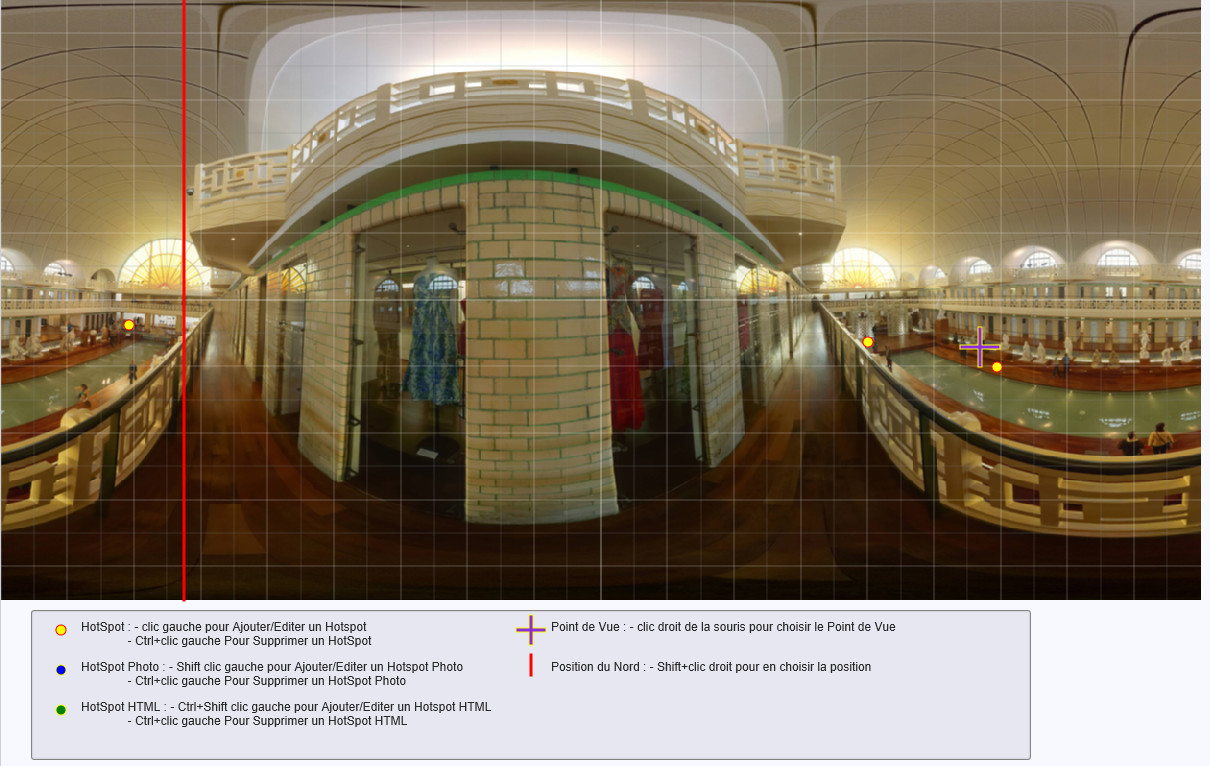 HotSpot : - clic gauche pour Ajouter/Editer un Hotspot
- Ctrl+clic gauche Pour Supprimer un HotSpot
HotSpot Photo : - Shift clic gauche pour Ajouter/Editer un Hotspot Photo
- Ctrl+clic gauche Pour Supprimer un HotSpot Photo
HotSpot HTML : - Ctrl+Shift clic gauche pour Ajouter/Editer un Hotspot HTML
- Ctrl+clic gauche Pour Supprimer un HotSpot HTML
Point de Vue : - clic droit de la souris pour choisir le Point de Vue
Position du Nord : - Shift+clic droit pour en choisir la position